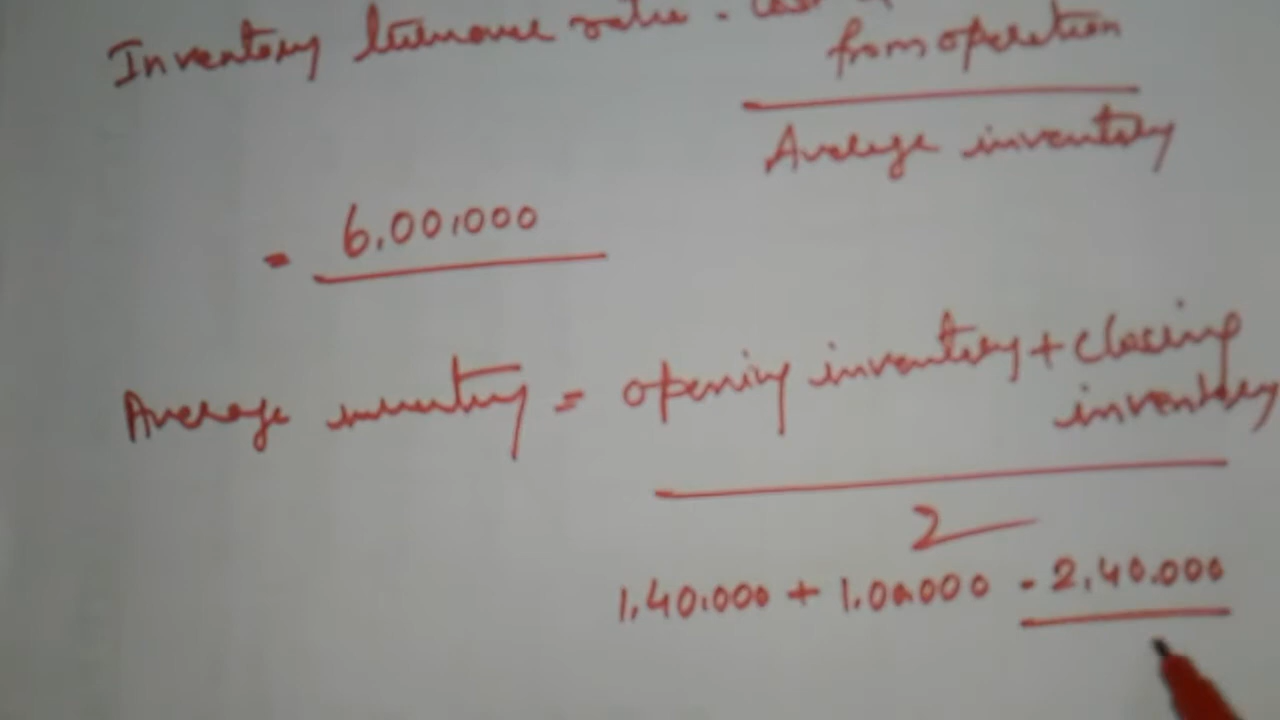 Inventory turnover ratio = Cost
from operation
Average inventory
= 6,00,000
Average inventory = opening inventory + closing
inventory
2
1,40,000 + 1,00,000 = 2,40,000